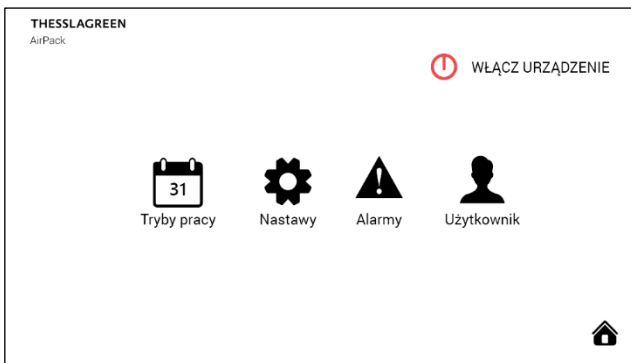 THESSLAGREEN
AirPack
WŁĄCZ URZĄDZENIE
31
Tryby pracy
Nastawy
Alarmy
Użytkownik